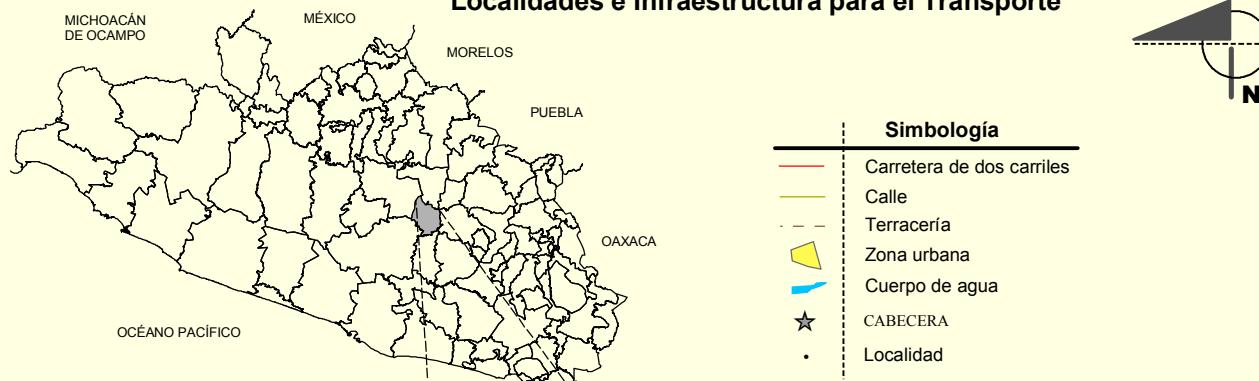 Localidades e Infraestructura para el Transporte
MICHOACÁN
DE OCAMPO
MÉXICO
MORELOS
PUEBLA
OAXACA
OCÉANO PACÍFICO
N
Simbología
Carretera de dos carriles
Calle
Terracería
Zona urbana
Cuerpo de agua
CABECERA
Localidad